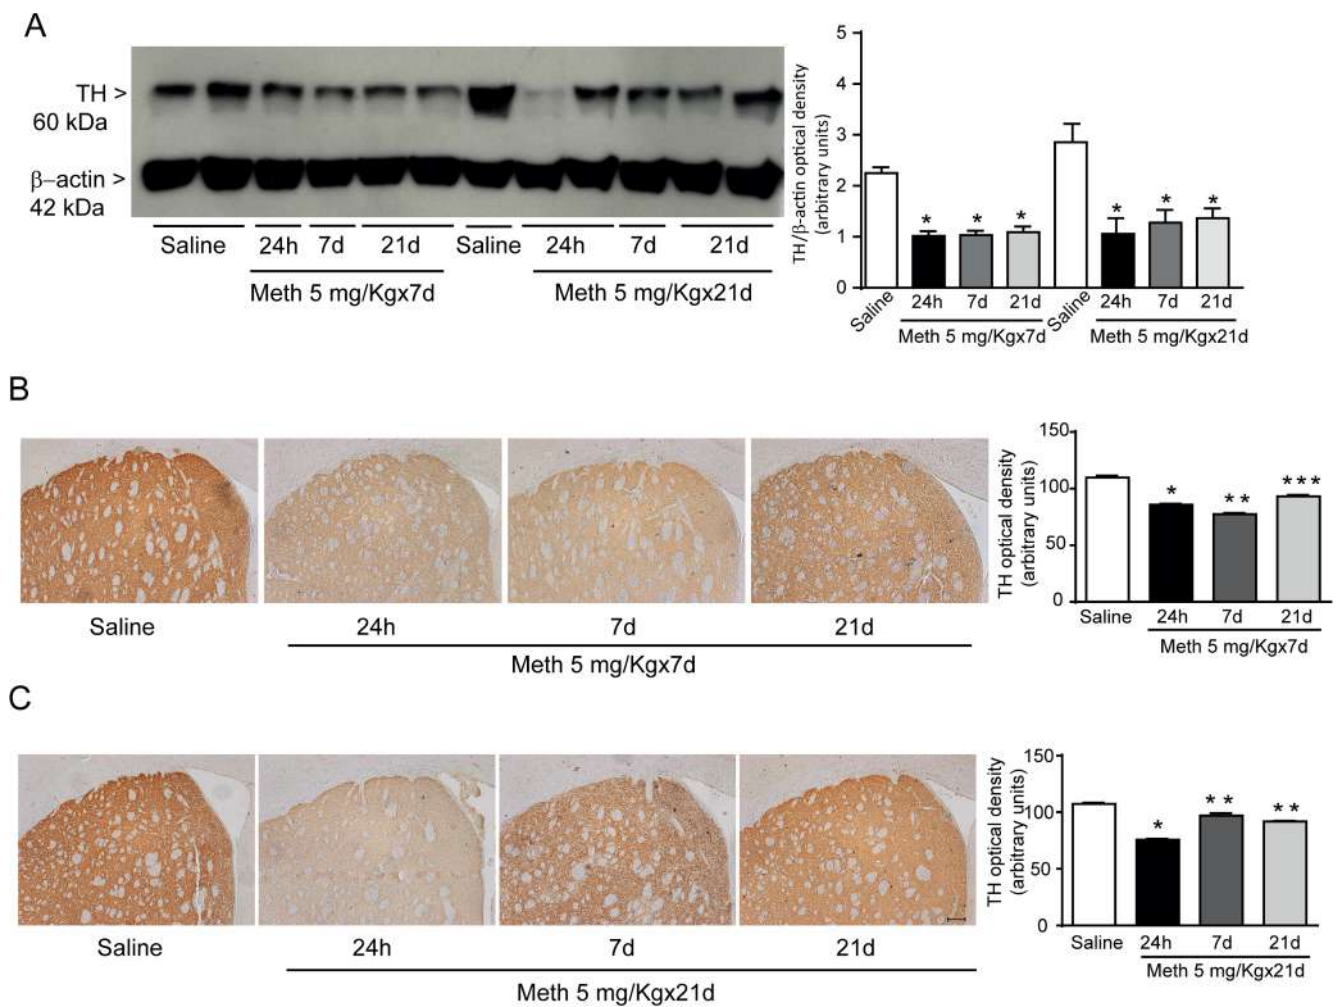 A
TH >
60 kDa
β–actin >
42 kDa
Saline 24h 7d 21d Saline 24h 7d 21d
Meth 5 mg/Kgx7d Meth 5 mg/Kgx21d
TH/β-actin optical density
(arbitrary units)
5
4
3
2
1
0
* * * * * *
Saline 24h 7d 21d Saline 24h 7d 21d
Meth 5 mg/Kgx7d Meth 5 mg/Kgx21d
B
Saline 24h 7d 21d
Meth 5 mg/Kgx7d
TH optical density
(arbitrary units)
150
100
50
0
* ** ***
Saline 24h 7d 21d
Meth 5 mg/Kgx7d
C
Saline 24h 7d 21d
Meth 5 mg/Kgx21d
TH optical density
(arbitrary units)
150
100
50
0
* ** **
Saline 24h 7d 21d
Meth 5 mg/Kgx21d